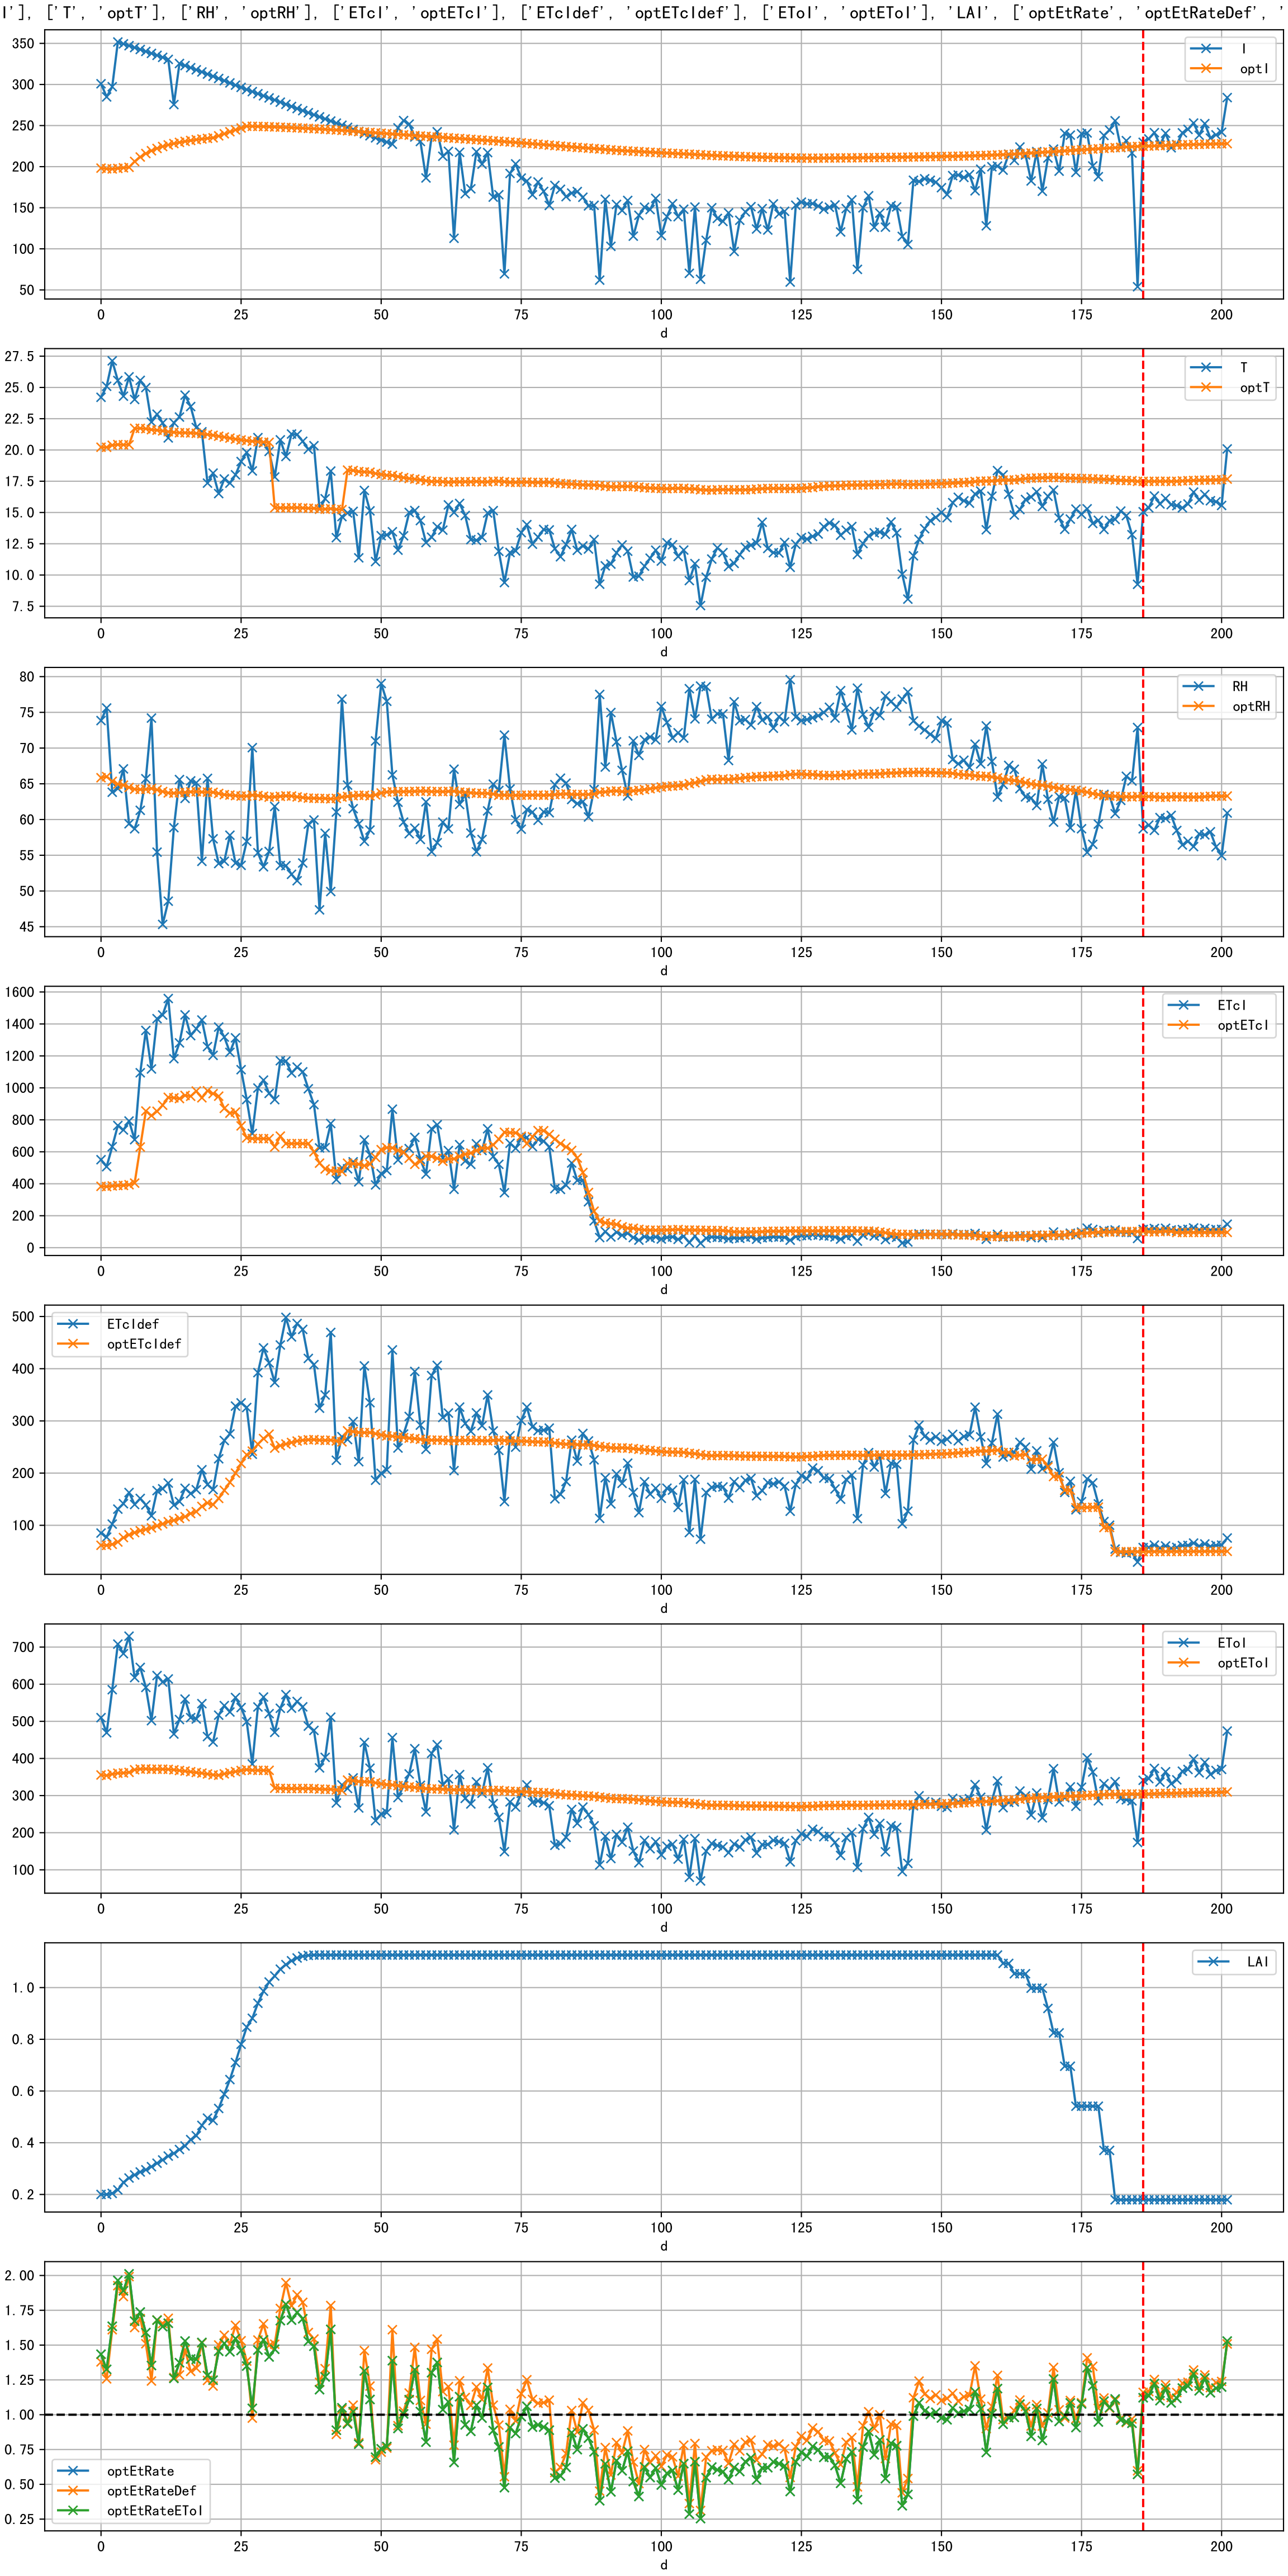 I'], ['T', 'optT'], ['RH', 'optRH'], ['ETcI', 'optETcI'], ['ETcIdef', 'optETcIdef'], ['EToI', 'optEToI'], 'LAI', ['optEtRate', 'optEtRateDef', '
I
optI
350
300
250
200
150
100
50
0 25 50 75 100 125 150 175 200
d
T
optT
27.5
25.0
22.5
20.0
17.5
15.0
12.5
10.0
7.5
0 25 50 75 100 125 150 175 200
d
RH
optRH
80
75
70
65
60
55
50
45
0 25 50 75 100 125 150 175 200
d
ETcI
optETcI
1600
1400
1200
1000
800
600
400
200
0
0 25 50 75 100 125 150 175 200
d
ETcIdef
optETcIdef
500
400
300
200
100
0 25 50 75 100 125 150 175 200
d
EToI
optEToI
700
600
500
400
300
200
100
0 25 50 75 100 125 150 175 200
d
LAI
1.0
0.8
0.6
0.4
0.2
0 25 50 75 100 125 150 175 200
d
2.00
1.75
1.50
1.25
1.00
0.75
0.50
0.25
optEtRate
optEtRateDef
optEtRateEToI
0 25 50 75 100 125 150 175 200
d